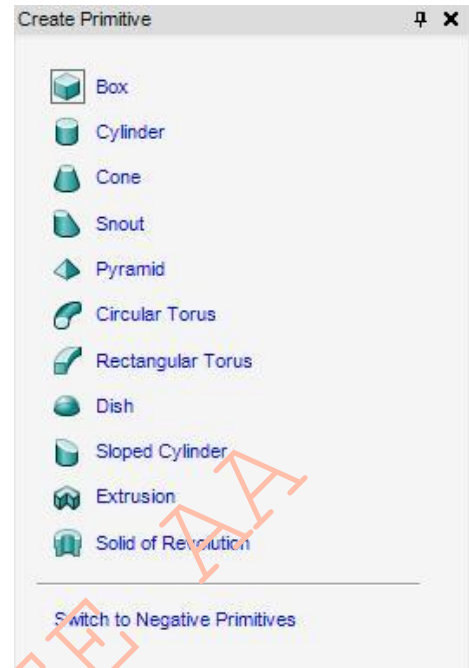 Create Primitive
Box
Cylinder
Cone
Snout
Pyramid
Circular Torus
Rectangular Torus
Dish
Sloped Cylinder
Extrusion
Solid of Revolution
Switch to Negative Primitives
AA